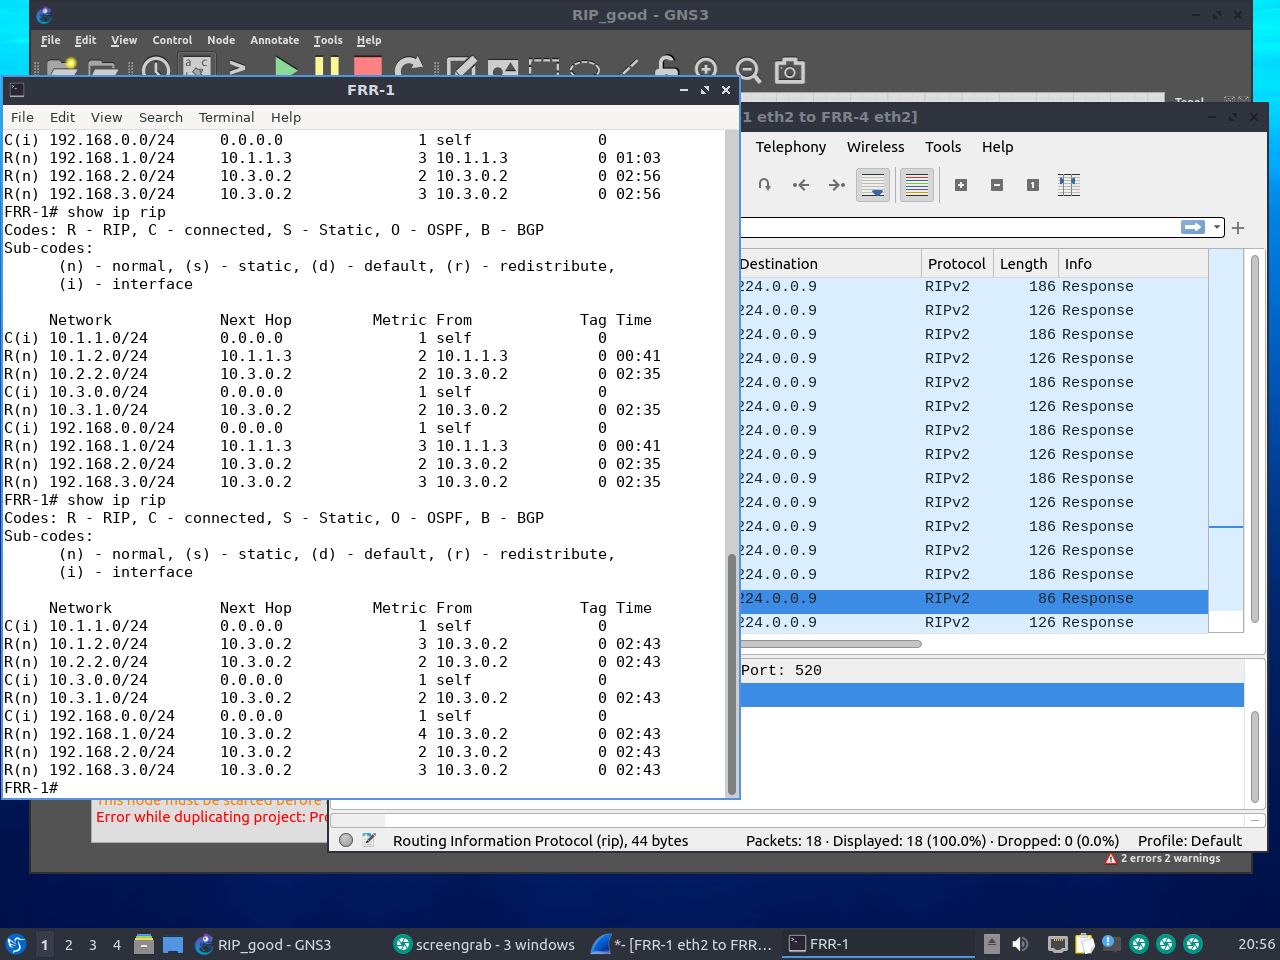 RIP_good - GNS3
File Edit View Control Node Annotate Tools Help
FRR-1
File Edit View Search Terminal Help
C(i) 192.168.0.0/24     0.0.0.0               1 self              0
R(n) 192.168.1.0/24     10.1.1.3              3 10.1.1.3          0 01:03
R(n) 192.168.2.0/24     10.3.0.2              2 10.3.0.2          0 02:56
R(n) 192.168.3.0/24     10.3.0.2              3 10.3.0.2          0 02:56
FRR-1# show ip rip
Codes: R - RIP, C - connected, S - Static, O - OSPF, B - BGP
Sub-codes:
      (n) - normal, (s) - static, (d) - default, (r) - redistribute,
      (i) - interface
     Network            Next Hop         Metric From            Tag Time
C(i) 10.1.1.0/24        0.0.0.0               1 self              0
R(n) 10.1.2.0/24        10.1.1.3              2 10.1.1.3          0 00:41
R(n) 10.2.2.0/24        10.3.0.2              2 10.3.0.2          0 02:35
C(i) 10.3.0.0/24        0.0.0.0               1 self              0
R(n) 10.3.1.0/24        10.3.0.2              2 10.3.0.2          0 02:35
C(i) 192.168.0.0/24     0.0.0.0               1 self              0
R(n) 192.168.1.0/24     10.1.1.3              3 10.1.1.3          0 00:41
R(n) 192.168.2.0/24     10.3.0.2              2 10.3.0.2          0 02:35
R(n) 192.168.3.0/24     10.3.0.2              3 10.3.0.2          0 02:35
FRR-1# show ip rip
Codes: R - RIP, C - connected, S - Static, O - OSPF, B - BGP
Sub-codes:
      (n) - normal, (s) - static, (d) - default, (r) - redistribute,
      (i) - interface
     Network            Next Hop         Metric From            Tag Time
C(i) 10.1.1.0/24        0.0.0.0               1 self              0
R(n) 10.1.2.0/24        10.3.0.2              3 10.3.0.2          0 02:43
R(n) 10.2.2.0/24        10.3.0.2              2 10.3.0.2          0 02:43
C(i) 10.3.0.0/24        0.0.0.0               1 self              0
R(n) 10.3.1.0/24        10.3.0.2              2 10.3.0.2          0 02:43
C(i) 192.168.0.0/24     0.0.0.0               1 self              0
R(n) 192.168.1.0/24     10.3.0.2              4 10.3.0.2          0 02:43
R(n) 192.168.2.0/24     10.3.0.2              2 10.3.0.2          0 02:43
R(n) 192.168.3.0/24     10.3.0.2              3 10.3.0.2          0 02:43
FRR-1#
1 eth2 to FRR-4 eth2]
Telephony Wireless Tools Help
Destination Protocol Length Info
224.0.0.9 RIPv2 186 Response
224.0.0.9 RIPv2 126 Response
224.0.0.9 RIPv2 186 Response
224.0.0.9 RIPv2 126 Response
224.0.0.9 RIPv2 186 Response
224.0.0.9 RIPv2 126 Response
224.0.0.9 RIPv2 186 Response
224.0.0.9 RIPv2 126 Response
224.0.0.9 RIPv2 186 Response
224.0.0.9 RIPv2 126 Response
224.0.0.9 RIPv2 186 Response
224.0.0.9 RIPv2 126 Response
224.0.0.9 RIPv2 186 Response
224.0.0.9 RIPv2 86 Response
224.0.0.9 RIPv2 126 Response
Port: 520
This node must be started before
Error while duplicating project:
Routing Information Protocol (rip), 44 bytes Packets: 18 · Displayed: 18 (100.0%) · Dropped: 0 (0.0%) Profile: Default
2 errors 2 warnings
1 2 3 4 RIP_good - GNS3 screengrab - 3 windows *- [FRR-1 eth2 to FRR... FRR-1 20:56